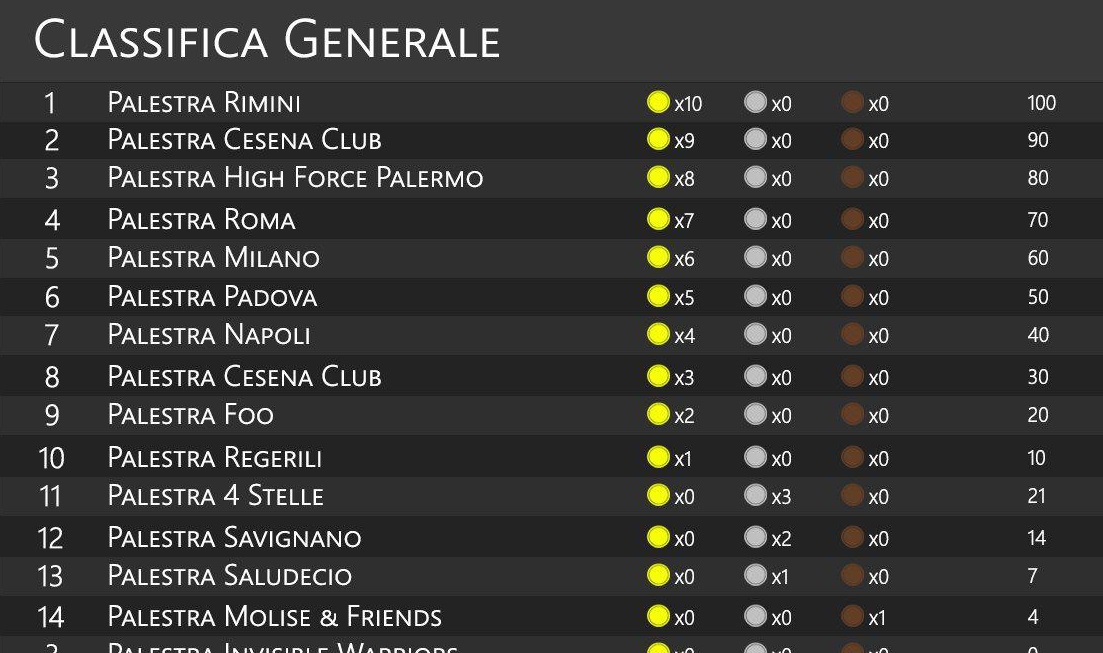 Classifica Generale
1 Palestra Rimini x10 x0 x0 100
2 Palestra Cesena Club x9 x0 x0 90
3 Palestra High Force Palermo x8 x0 x0 80
4 Palestra Roma x7 x0 x0 70
5 Palestra Milano x6 x0 x0 60
6 Palestra Padova x5 x0 x0 50
7 Palestra Napoli x4 x0 x0 40
8 Palestra Cesena Club x3 x0 x0 30
9 Palestra Foo x2 x0 x0 20
10 Palestra Regerili x1 x0 x0 10
11 Palestra 4 Stelle x0 x3 x0 21
12 Palestra Savignano x0 x2 x0 14
13 Palestra Saludecio x0 x1 x0 7
14 Palestra Molise & Friends x0 x0 x1 4
Palestra Invisible Warriors x0 x0 x0